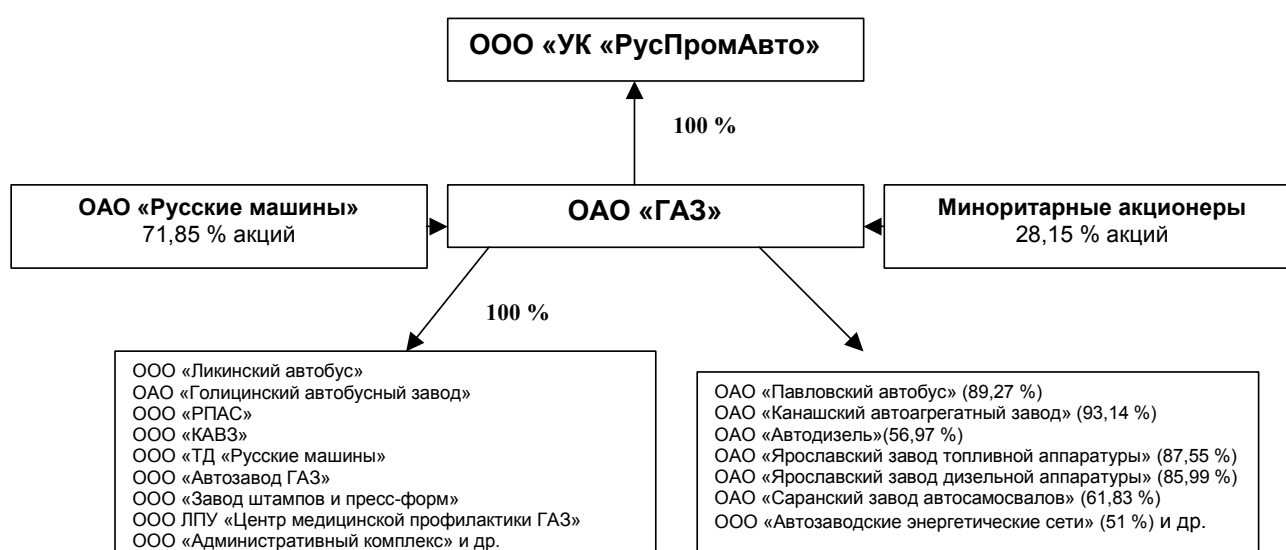 ООО «УК «РусПромАвто»
100 %
ОАО «Русские машины»
71,85 % акций
ОАО «ГАЗ»
Миноритарные акционеры
28,15 % акций
100 %
ООО «Ликинский автобус»
ОАО «Голицинский автобусный завод»
ООО «РПАС»
ООО «КАВЗ»
ООО «ТД «Русские машины»
ООО «Автозавод ГАЗ»
ООО «Завод штампов и пресс-форм»
ООО ЛПУ «Центр медицинской профилактики ГАЗ»
ООО «Административный комплекс» и др.
ОАО «Павловский автобус» (89,27 %)
ОАО «Канашский автоагрегатный завод» (93,14 %)
ОАО «Автодизель»(56,97 %)
ОАО «Ярославский завод топливной аппаратуры» (87,55 %)
ОАО «Ярославский завод дизельной аппаратуры» (85,99 %)
ОАО «Саранский завод автосамосвалов» (61,83 %)
ООО «Автозаводские энергетические сети» (51 %) и др.